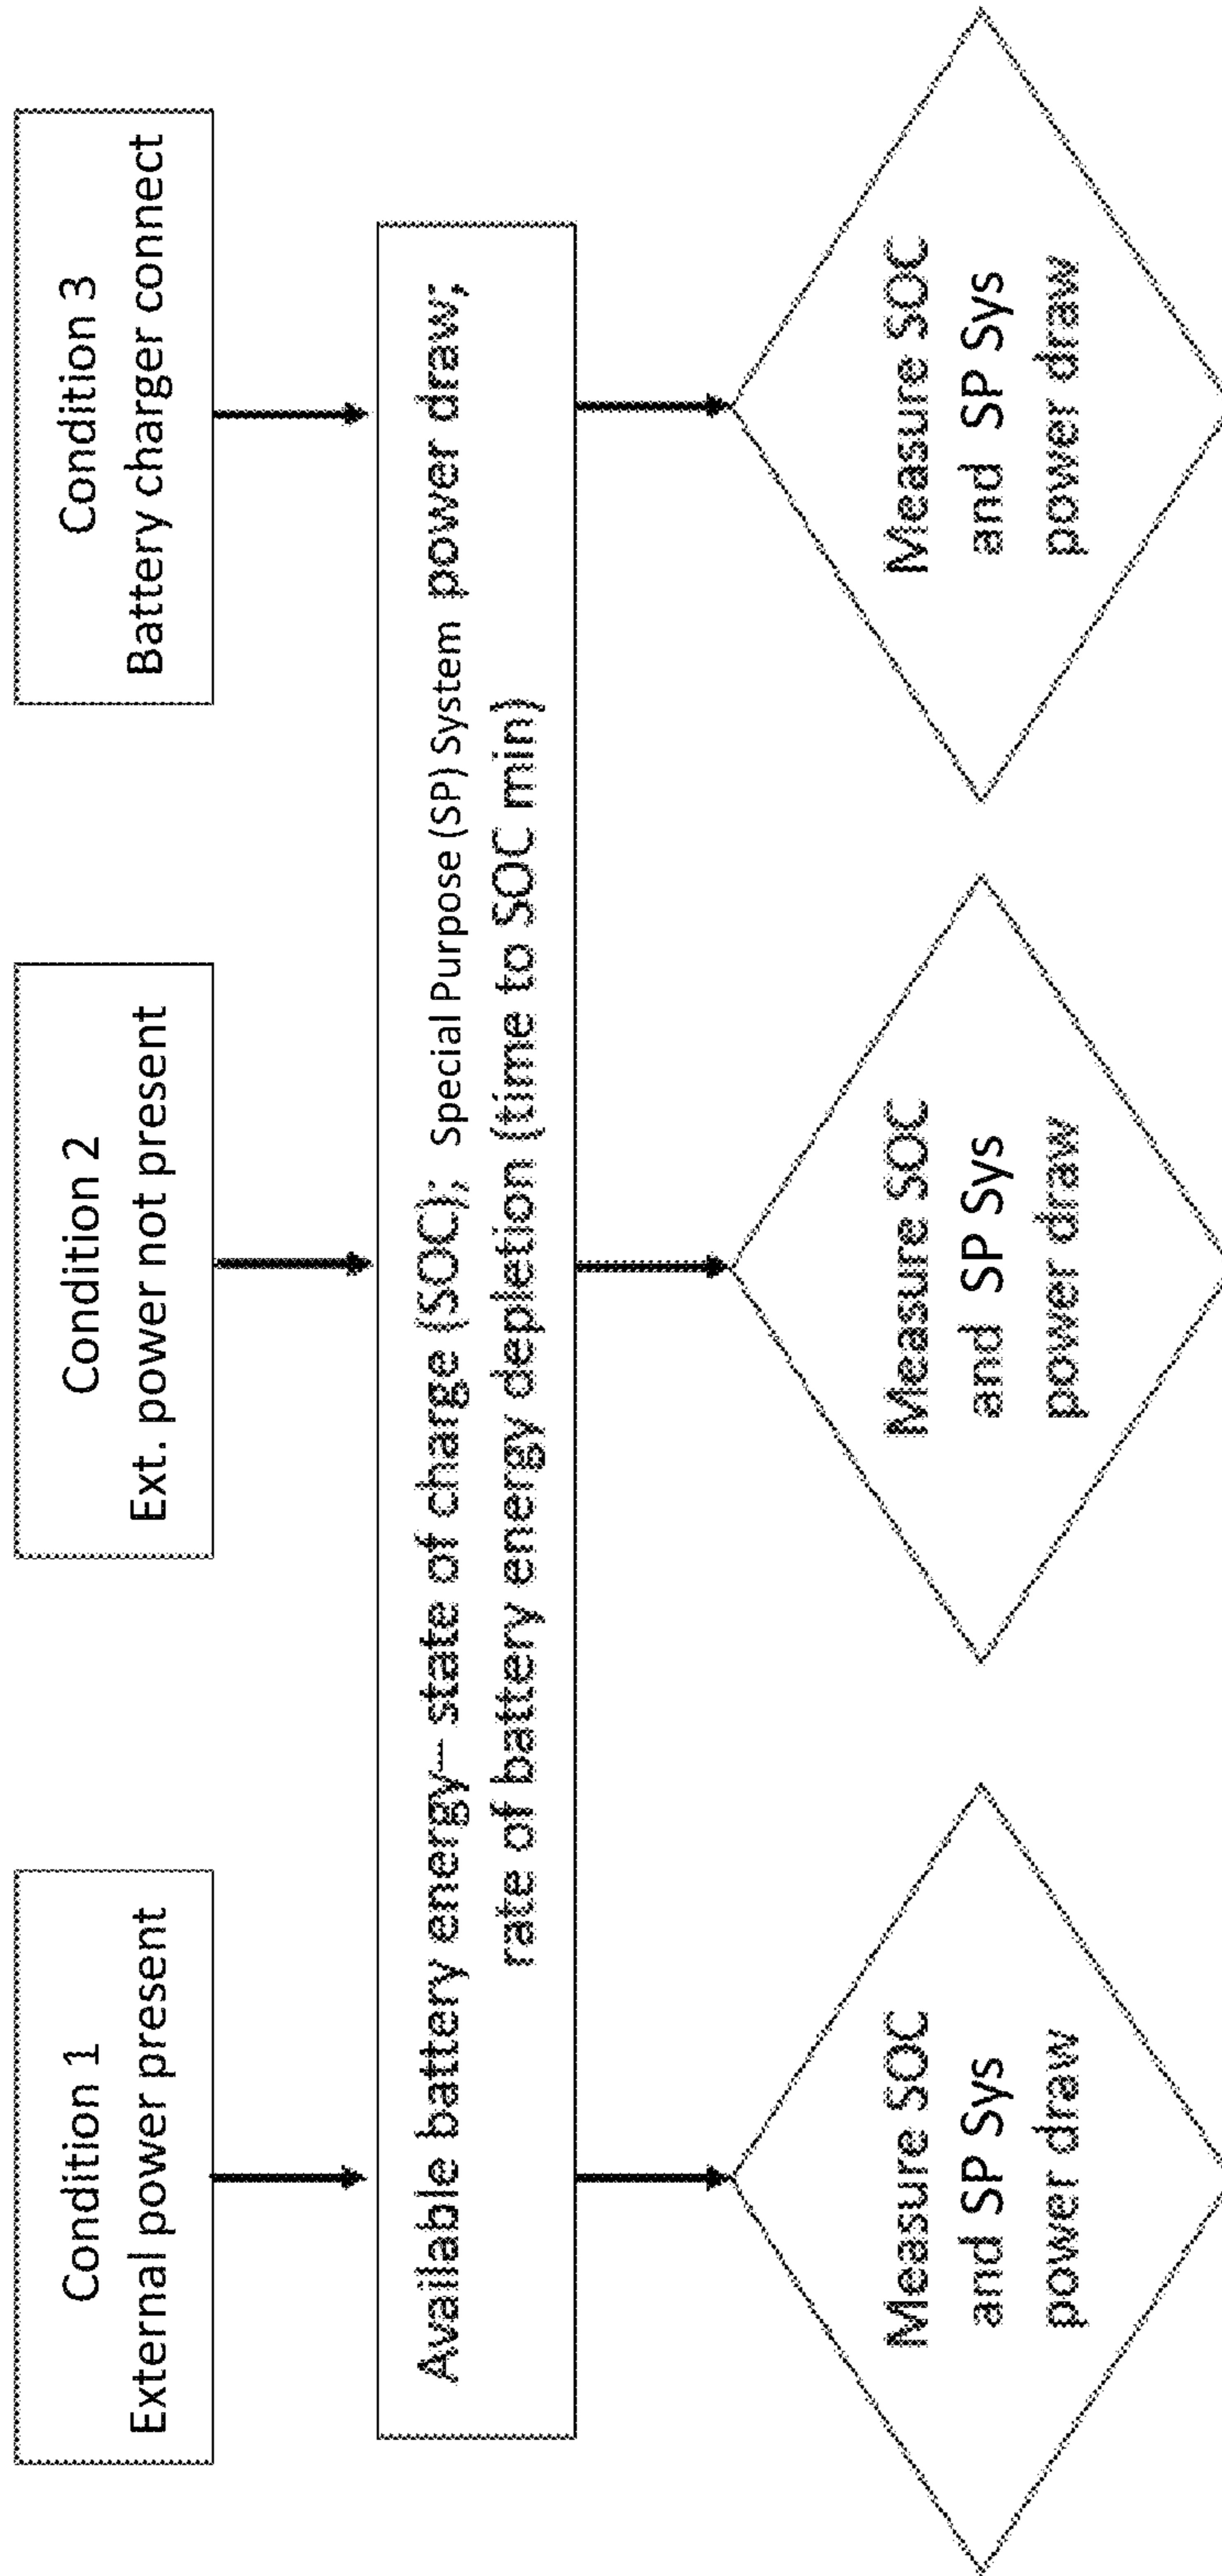 Condition 1
External power present
Condition 2
Ext. power not present
Condition 3
Battery charger connect
Available battery energy— state of charge (SOC); Special Purpose (SP) System power draw;
rate of battery energy depletion (time to SOC min)
Measure SOC
and SP Sys
power draw
Measure SOC
and SP Sys
power draw
Measure SOC
and SP Sys
power draw